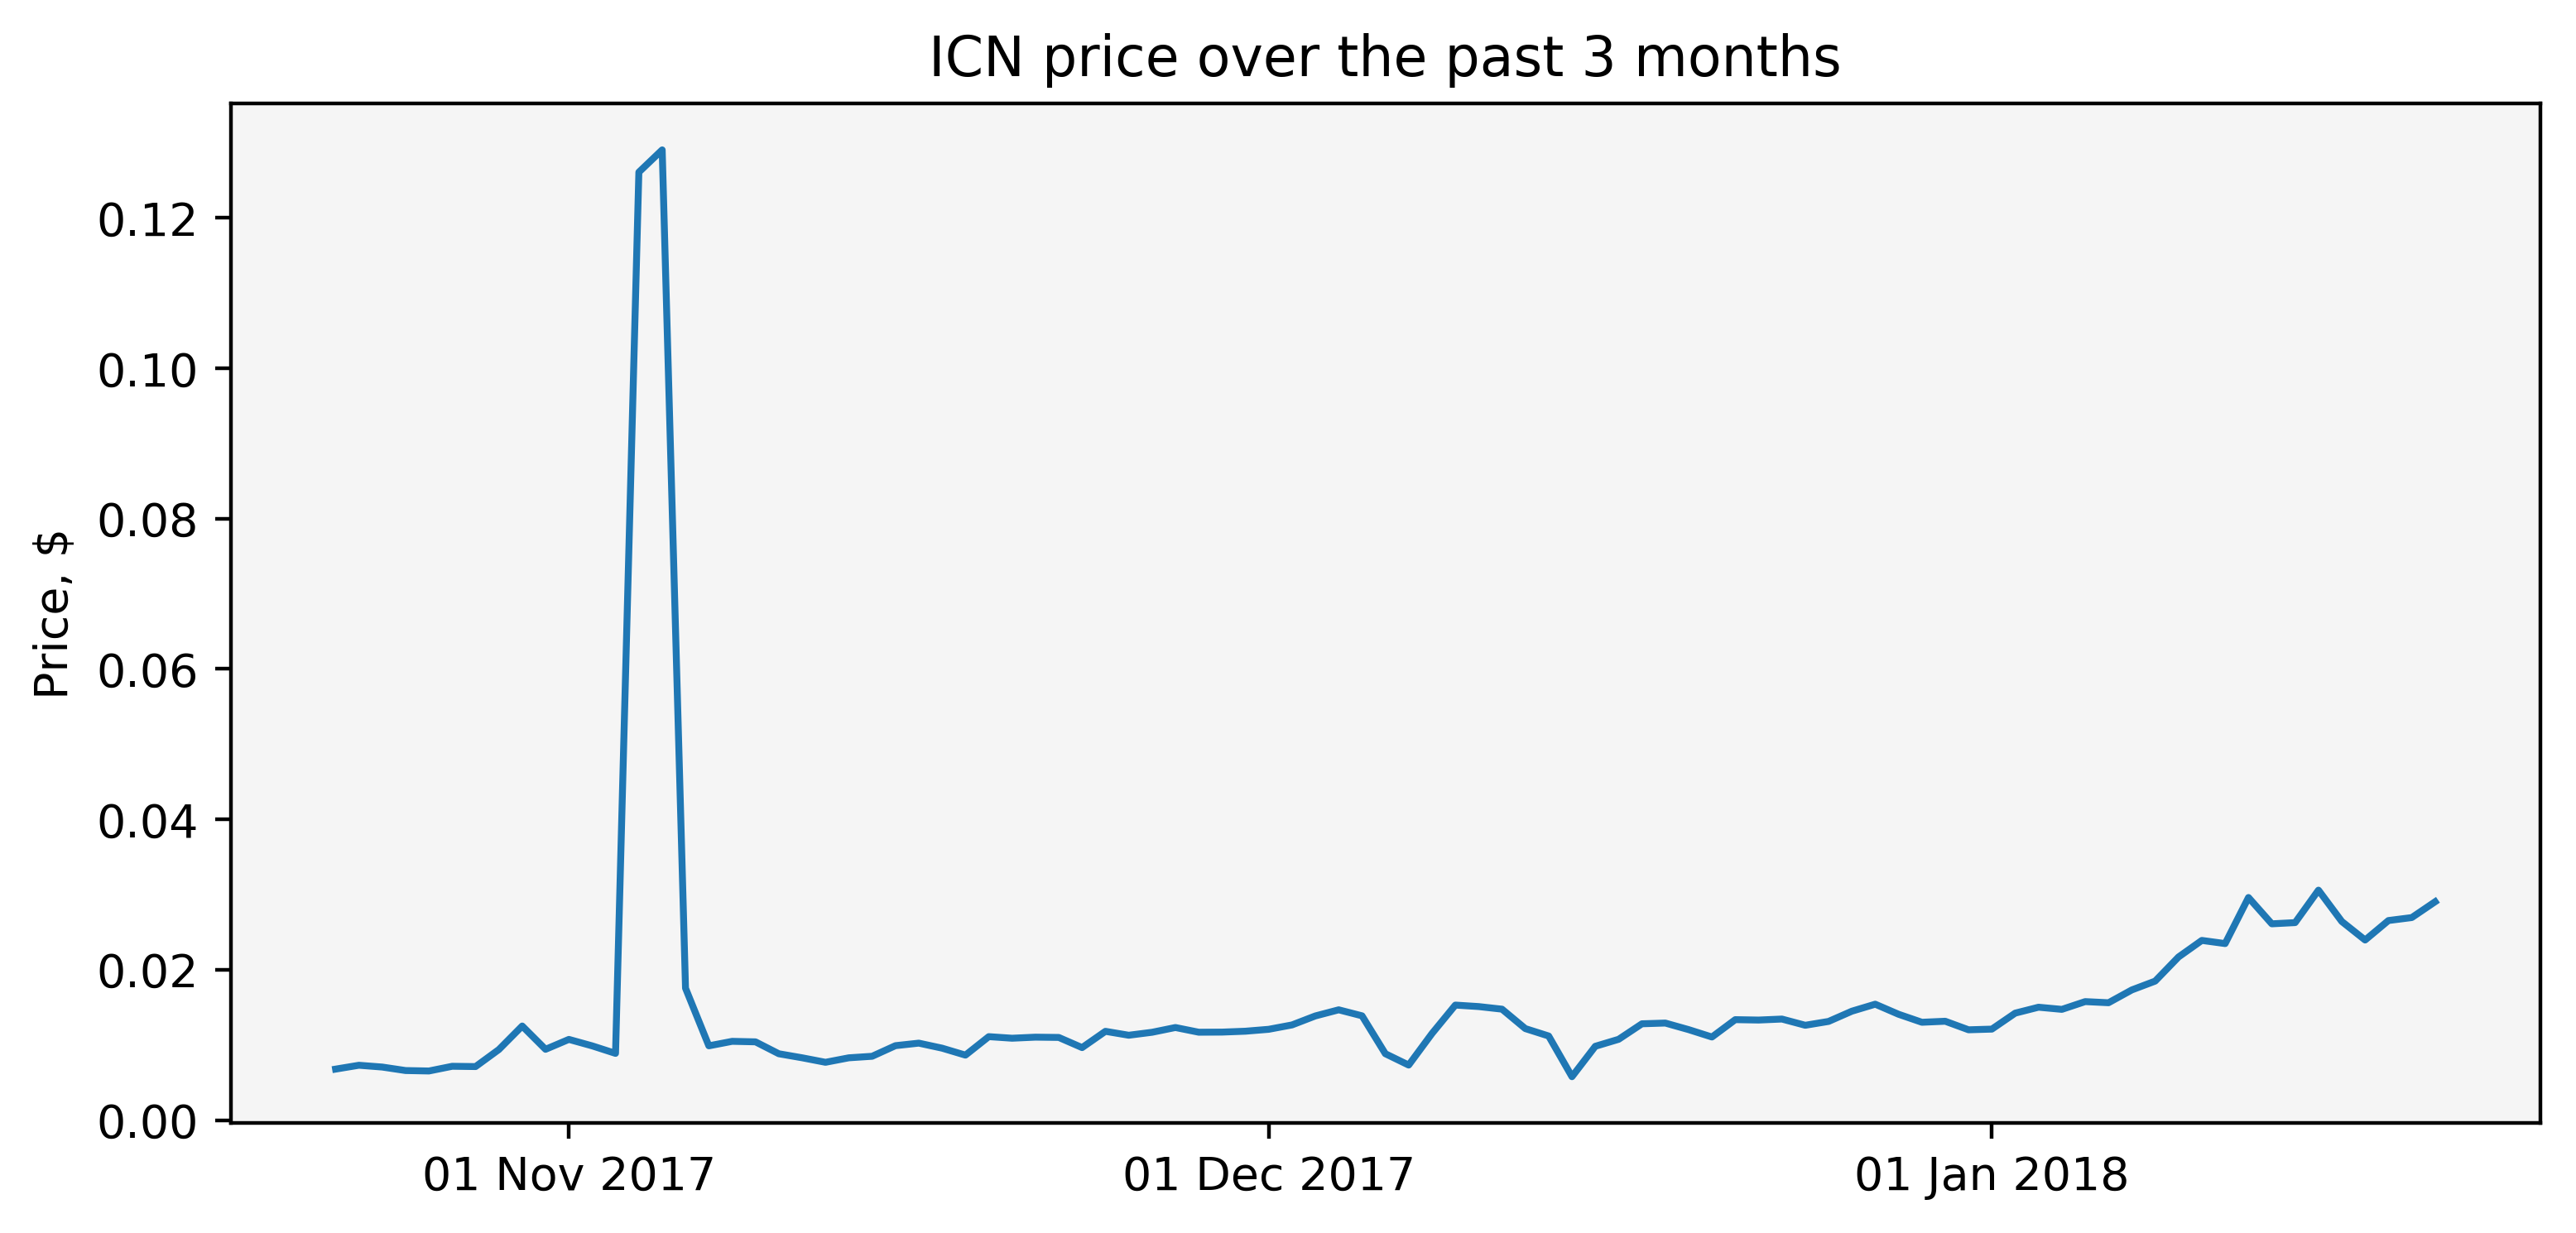 ICN price over the past 3 months
Price, $
0.12
0.10
0.08
0.06
0.04
0.02
0.00
01 Nov 2017
01 Dec 2017
01 Jan 2018